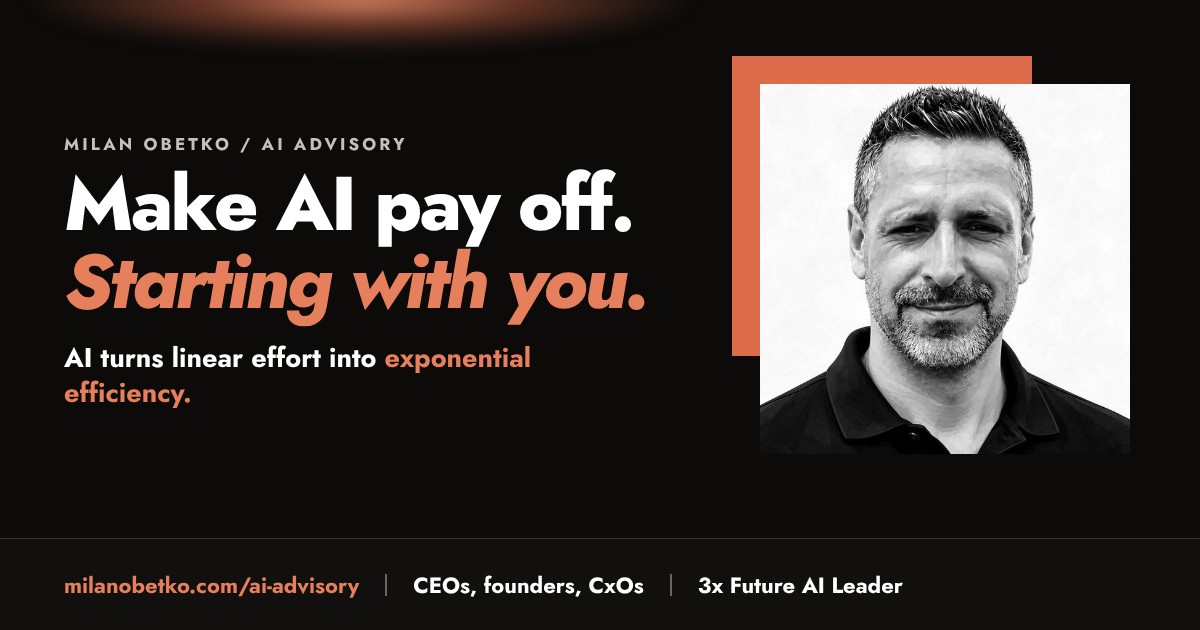 MILAN OBETKO / AI ADVISORY
Make AI pay off.
Starting with you.
AI turns linear effort into exponential
efficiency.
milanobetko.com/ai-advisory | CEOs, founders, CxOs | 3x Future AI Leader